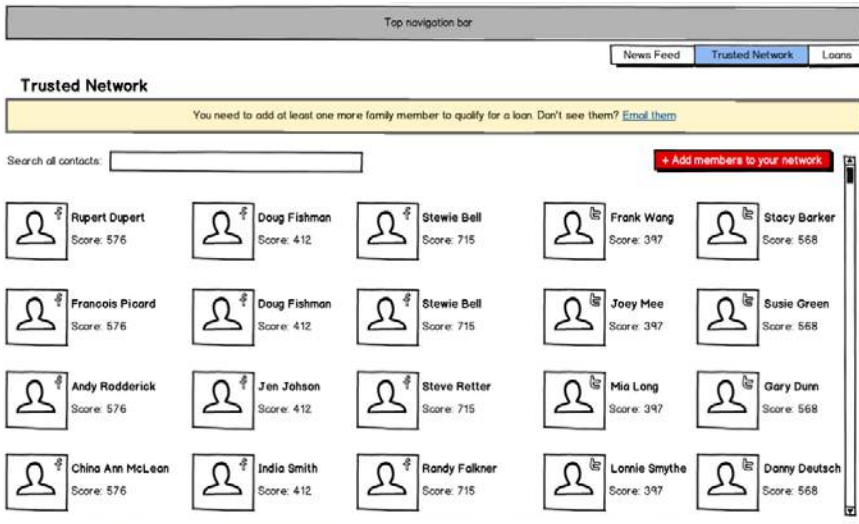 Top navigation bar
News Feed
Trusted Network
Loans
Trusted Network
You need to add at least one more family member to qualify for a loan. Don't see them? Email them
Search all contacts:
+ Add members to your network
Rupert Dupert
Score: 576
Doug Fishman
Score: 412
Stewie Bell
Score: 715
Frank Wang
Score: 397
Stacy Barker
Score: 568
Francois Picard
Score: 576
Doug Fishman
Score: 412
Stewie Bell
Score: 715
Joey Mee
Score: 397
Susie Green
Score: 568
Andy Rodderick
Score: 576
Jen Johson
Score: 412
Steve Retter
Score: 715
Mia Long
Score: 397
Gary Dunn
Score: 568
China Ann McLean
Score: 576
India Smith
Score: 412
Randy Falkner
Score: 715
Lonnie Smythe
Score: 397
Danny Deutsch
Score: 568